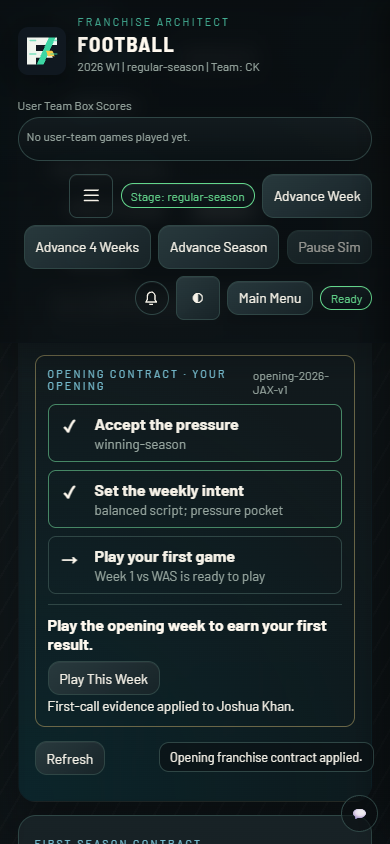 FRANCHISE ARCHITECT
FOOTBALL
2026 W1 | regular-season | Team: CK
User Team Box Scores
No user-team games played yet.
Stage: regular-season
Advance Week
Advance 4 Weeks
Advance Season
Pause Sim
Main Menu
Ready
OPENING CONTRACT · YOUR
OPENING
opening-2026-
JAX-v1
Accept the pressure
winning-season
Set the weekly intent
balanced script; pressure pocket
Play your first game
Week 1 vs WAS is ready to play
Play the opening week to earn your first
result.
Play This Week
First-call evidence applied to Joshua Khan.
Refresh
Opening franchise contract applied.
FIRST SEASON CONTRACT